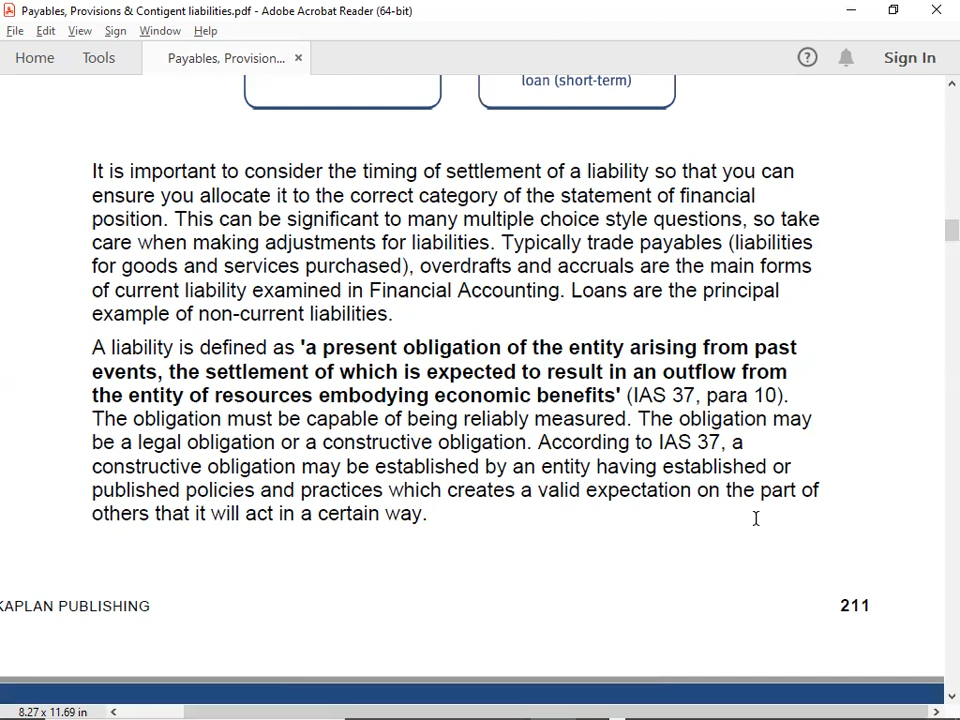 Payables, Provisions & Contigent liabilities.pdf - Adobe Acrobat Reader (64-bit)
File Edit View Sign Window Help
Home Tools Payables, Provision... × Sign In
loan (short-term)
It is important to consider the timing of settlement of a liability so that you can
ensure you allocate it to the correct category of the statement of financial
position. This can be significant to many multiple choice style questions, so take
care when making adjustments for liabilities. Typically trade payables (liabilities
for goods and services purchased), overdrafts and accruals are the main forms
of current liability examined in Financial Accounting. Loans are the principal
example of non-current liabilities.
A liability is defined as 'a present obligation of the entity arising from past
events, the settlement of which is expected to result in an outflow from
the entity of resources embodying economic benefits' (IAS 37, para 10).
The obligation must be capable of being reliably measured. The obligation may
be a legal obligation or a constructive obligation. According to IAS 37, a
constructive obligation may be established by an entity having established or
published policies and practices which creates a valid expectation on the part of
others that it will act in a certain way.
KAPLAN PUBLISHING 211
8.27 x 11.69 in